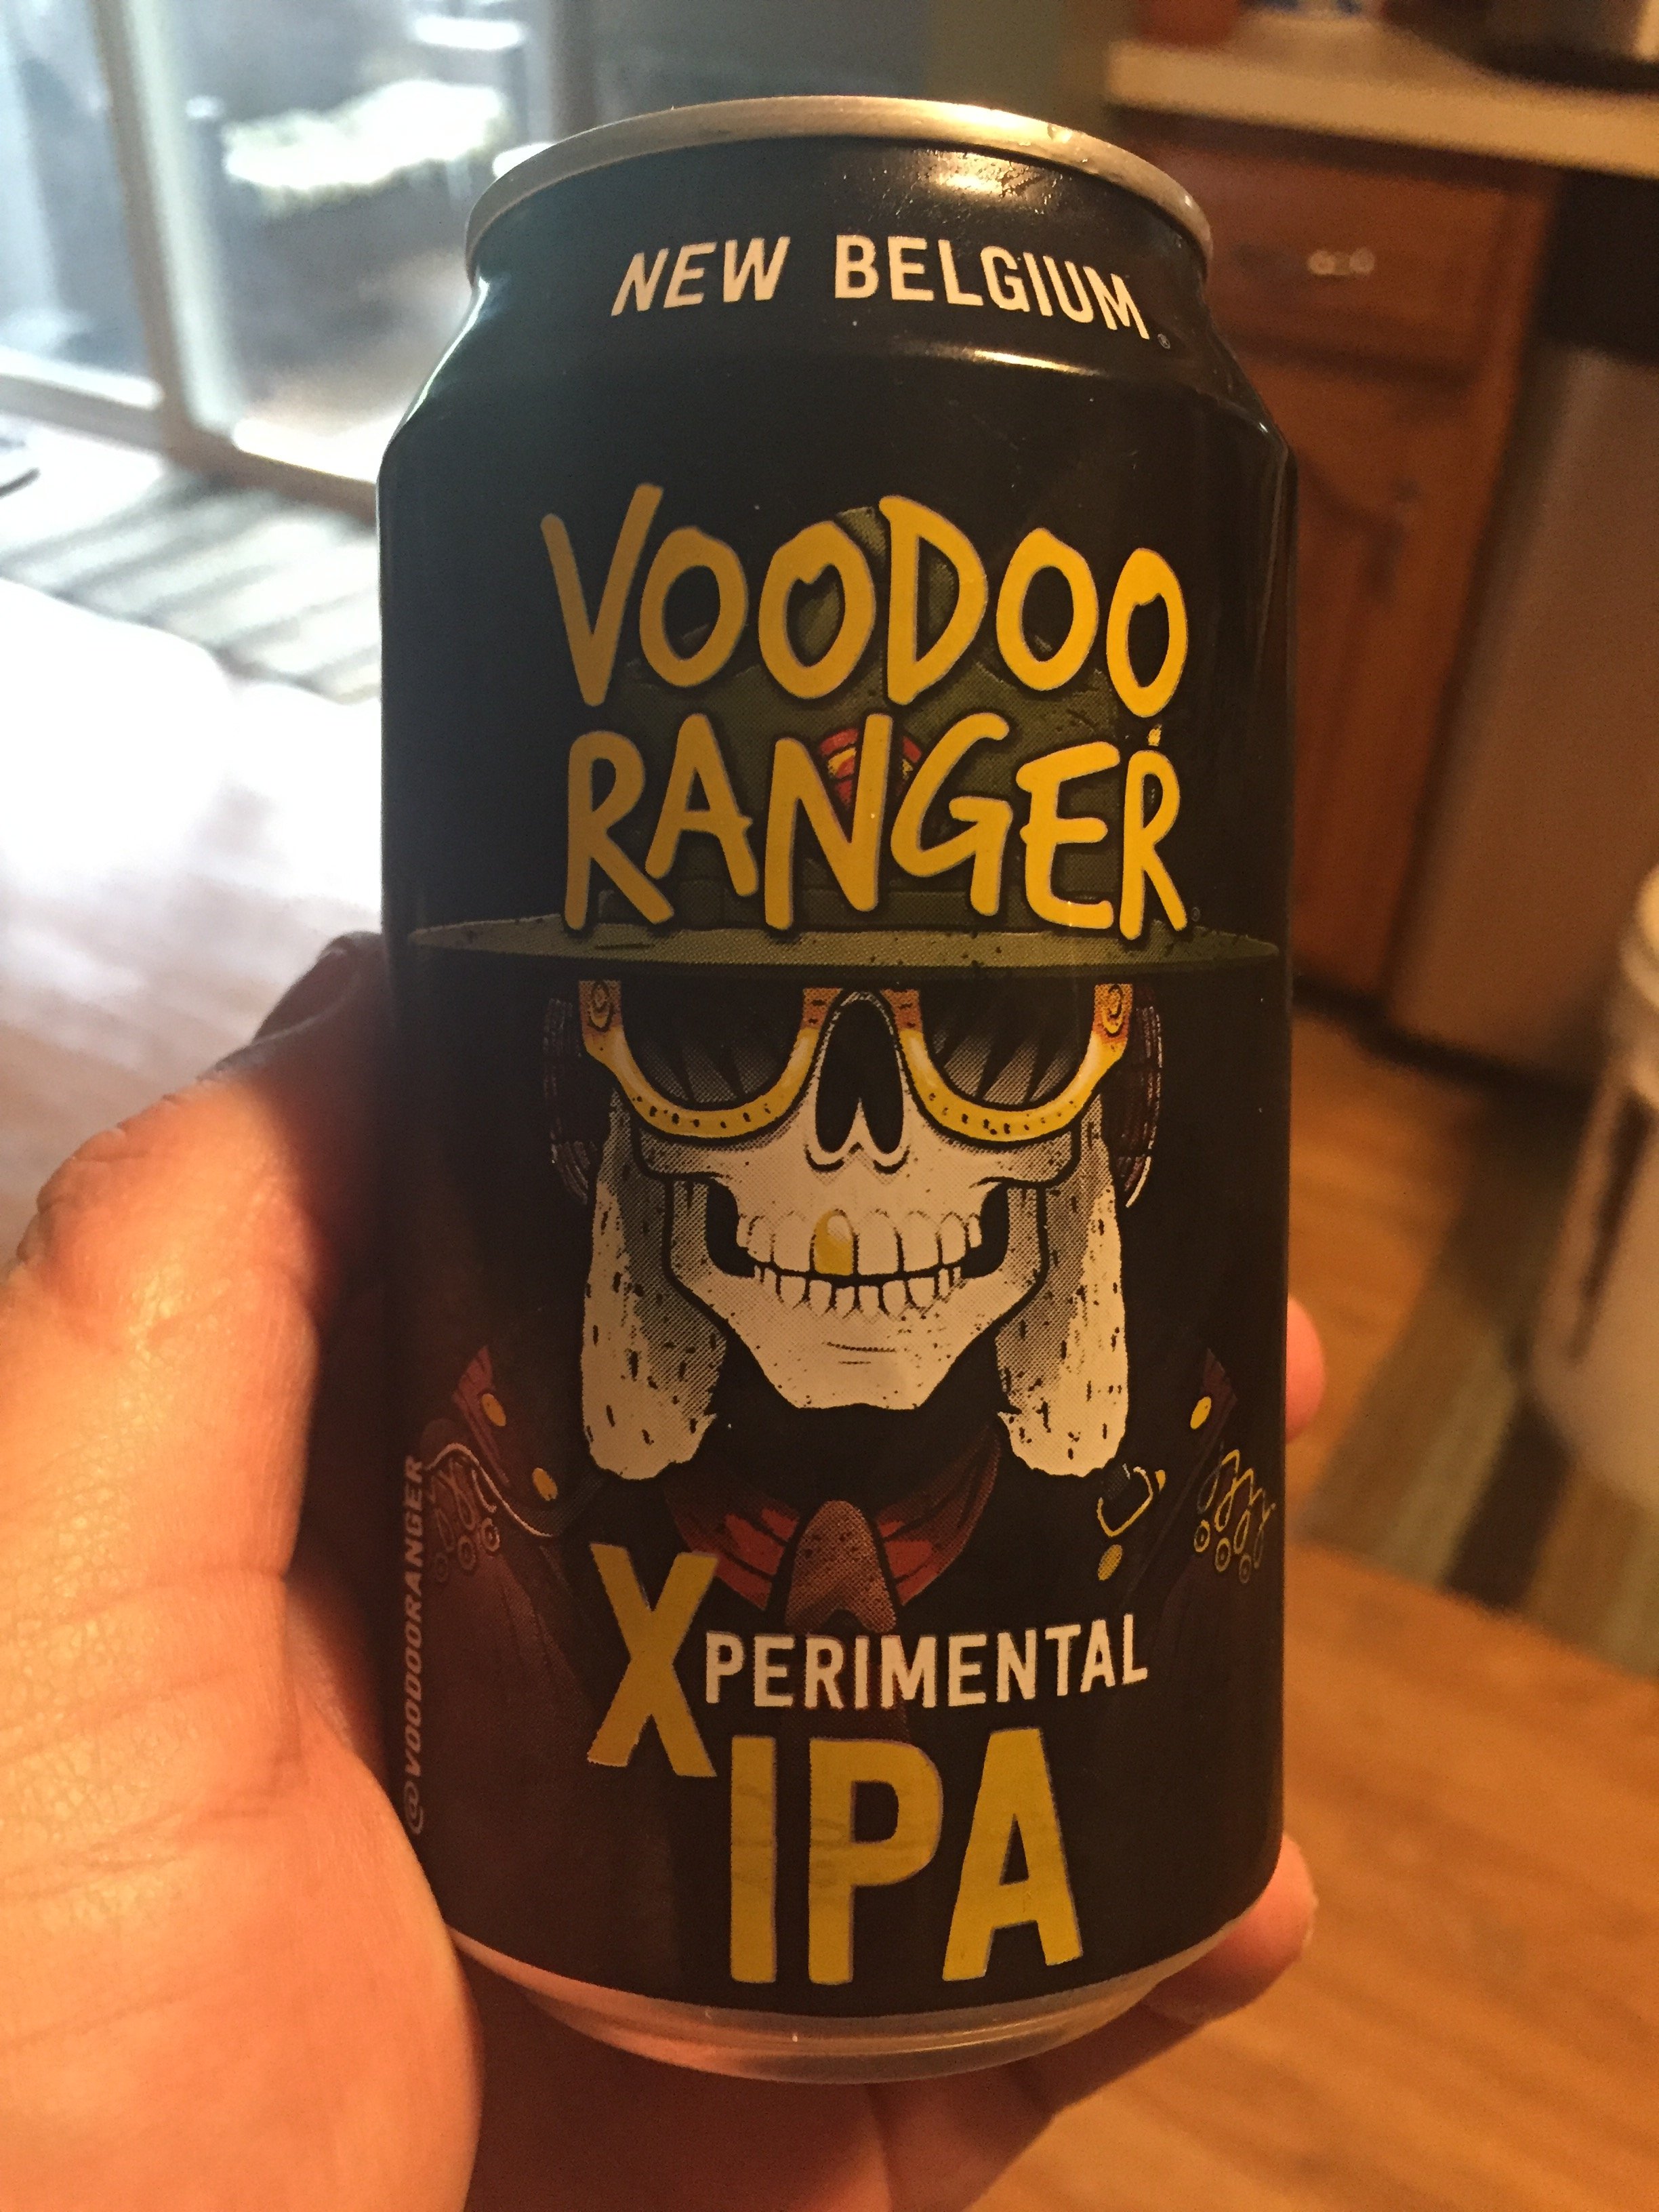 NEW BELGIUM®
VOODOO
RANGER®
XPERIMENTAL
IPA
@VOODOORANGER